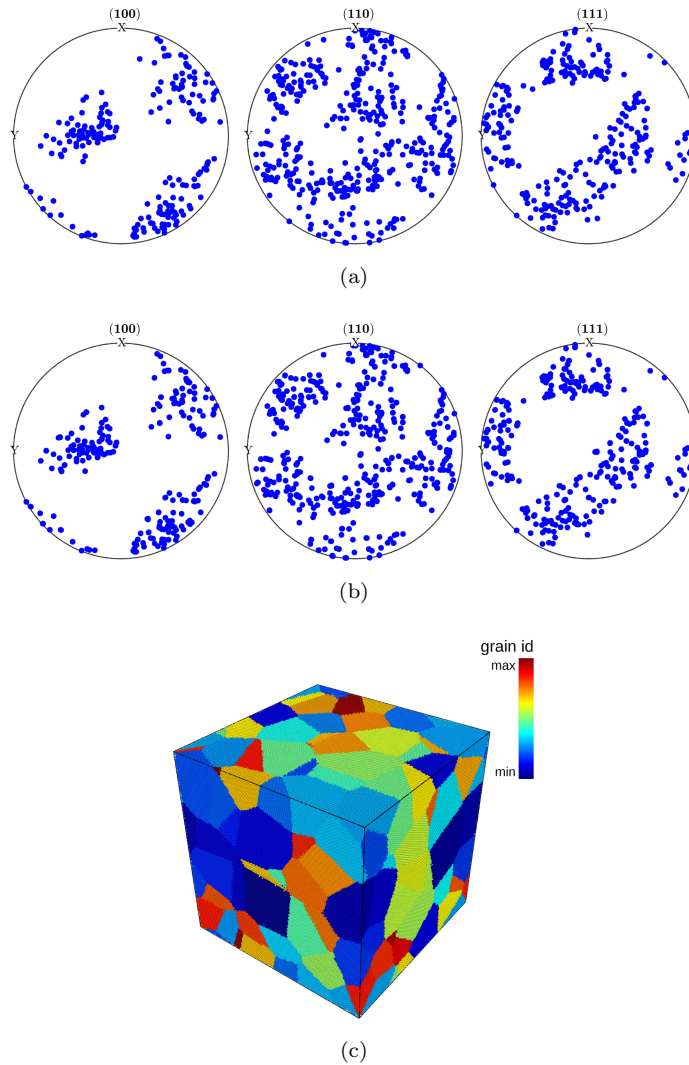 (100) (110) (111)
X X X
Y Y Y
(a)
(100) (110) (111)
X X X
Y Y Y
(b)
grain id
max
min
(c)